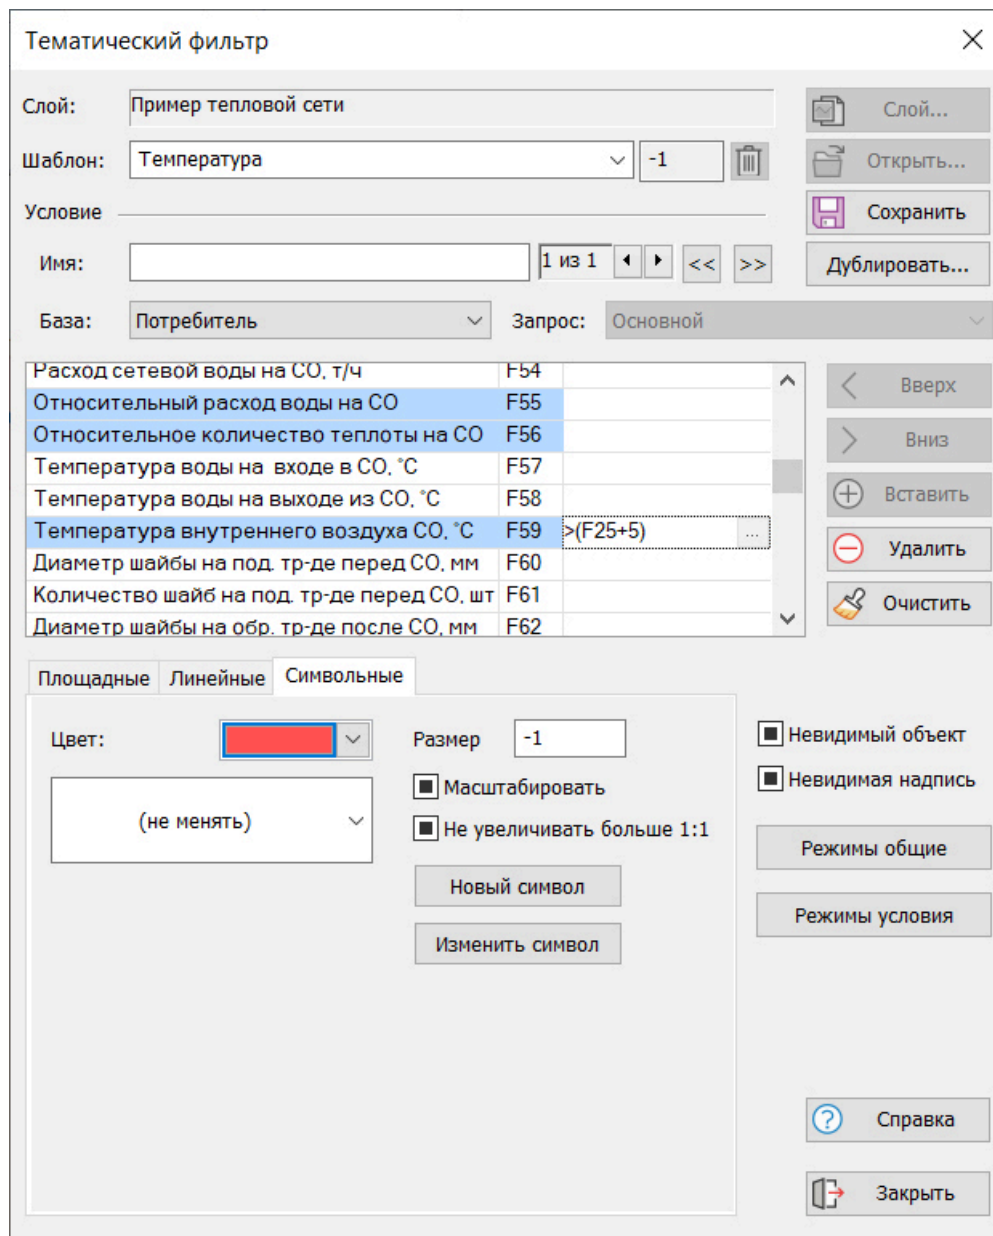 Тематический фильтр
Слой: Пример тепловой сети Слой...
Шаблон: Температура -1 Открыть...
Условие Сохранить
Имя: 1 из 1 << >> Дублировать...
База: Потребитель Запрос: Основной
Расход сетевой воды на СО, т/ч F54
Относительный расход воды на СО F55
Относительное количество теплоты на СО F56
Температура воды на входе в СО, °С F57
Температура воды на выходе из СО, °С F58
Температура внутреннего воздуха СО, °С F59 >(F25+5) ...
Диаметр шайбы на под. тр-де перед СО, мм F60
Количество шайб на под. тр-де перед СО, шт F61
Диаметр шайбы на обр. тр-де после СО, мм F62
Вверх
Вниз
Вставить
Удалить
Очистить
Площадные Линейные Символьные
Цвет: Размер -1
(не менять)
Масштабировать
Не увеличивать больше 1:1
Новый символ
Изменить символ
Невидимый объект
Невидимая надпись
Режимы общие
Режимы условия
Справка
Закрыть